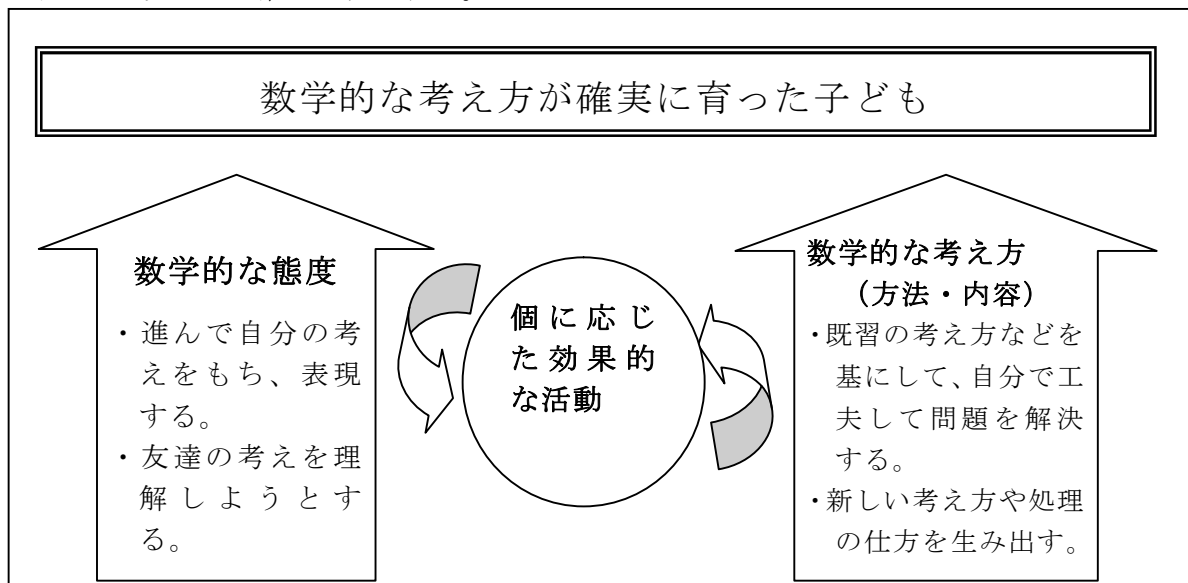 数学的な考え方が確実に育った子ども
数学的な態度
・進んで自分の考
えをもち、表現
する。
・友達の考えを理
解しようとす
る。
個に応じ
た効果的
な活動
数学的な考え方
（方法・内容）
・既習の考え方などを
基にして、自分で工
夫して問題を解決
する。
・新しい考え方や処理
の仕方を生み出す。